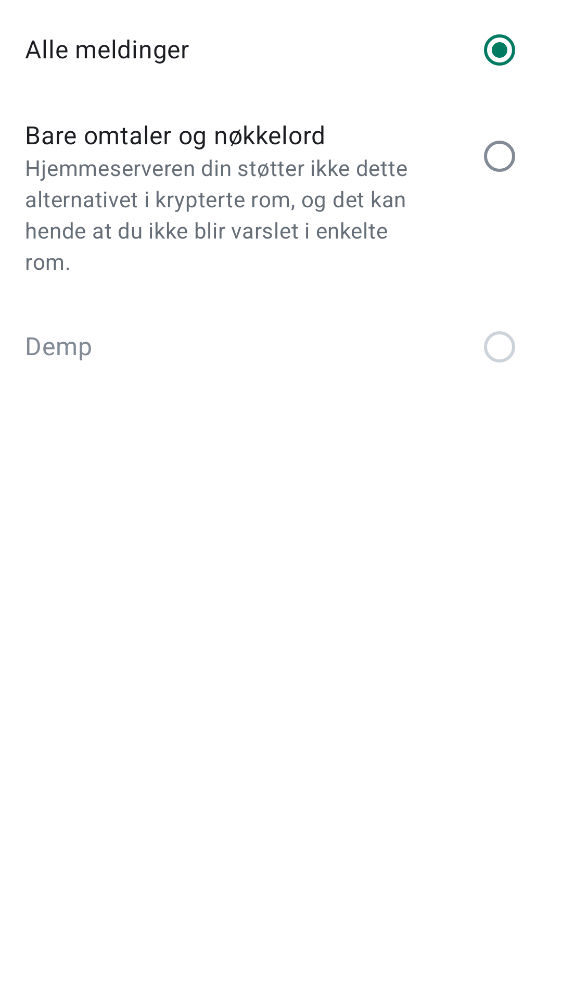 Alle meldinger
Bare omtaler og nøkkelord
Hjemmeserveren din støtter ikke dette
alternativet i krypterte rom, og det kan
hende at du ikke blir varslet i enkelte
rom.
Demp